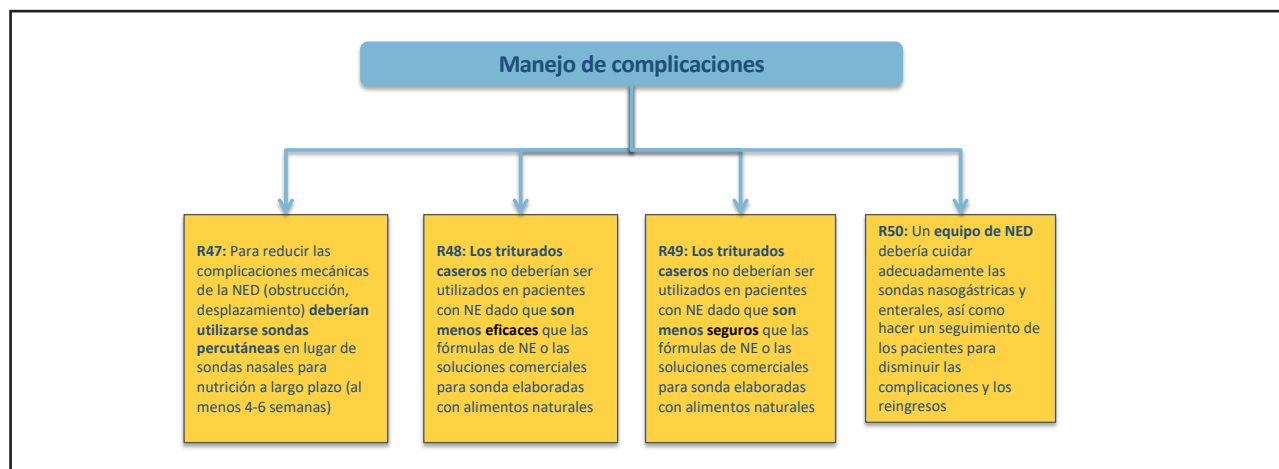 Manejo de complicaciones
R47: Para reducir las
complicaciones mecánicas
de la NED (obstrucción,
desplazamiento) deberían
utilizarse sondas
percutáneas en lugar de
sondas nasales para
nutrición a largo plazo (al
menos 4-6 semanas)
R48: Los triturados
caseros no deberían ser
utilizados en pacientes
con NE dado que son
menos eficaces que las
fórmulas de NE o las
soluciones comerciales
para sonda elaboradas
con alimentos naturales
R49: Los triturados
caseros no deberían ser
utilizados en pacientes
con NE dado que son
menos seguros que las
fórmulas de NE o las
soluciones comerciales
para sonda elaboradas
con alimentos naturales
R50: Un equipo de NED
debería cuidar
adecuadamente las
sondas nasogástricas y
enterales, así como
hacer un seguimiento de
los pacientes para
disminuir las
complicaciones y los
reingresos